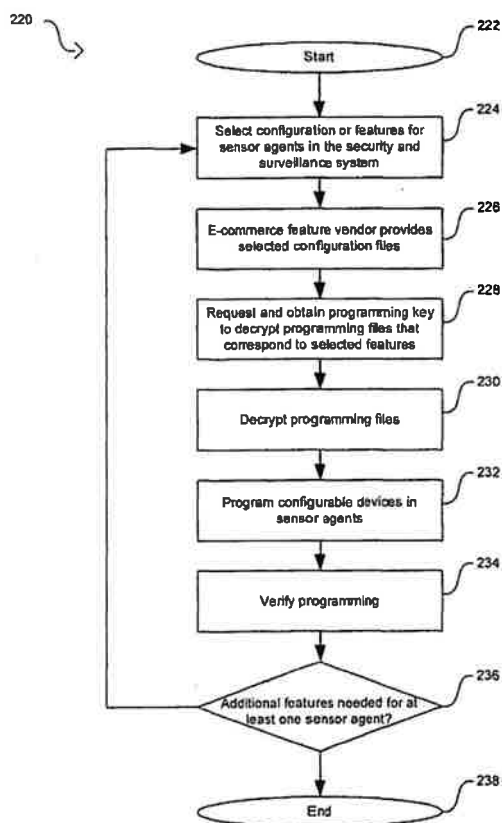 220
222
Start
224
Select configuration or features for
sensor agents in the security and
surveillance system
226
E-commerce feature vendor provides
selected configuration files
228
Request and obtain programming key
to decrypt programming files that
correspond to selected features
230
Decrypt programming files
232
Program configurable devices in
sensor agents
234
Verify programming
236
Additional features needed for at
least one sensor agent?
238
End